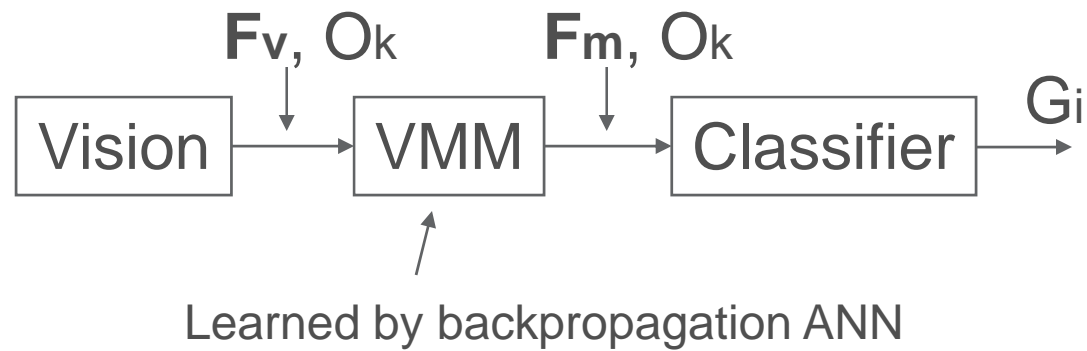 Fv, Ok Fm, Ok
Gi
Vision VMM Classifier
Learned by backpropagation ANN